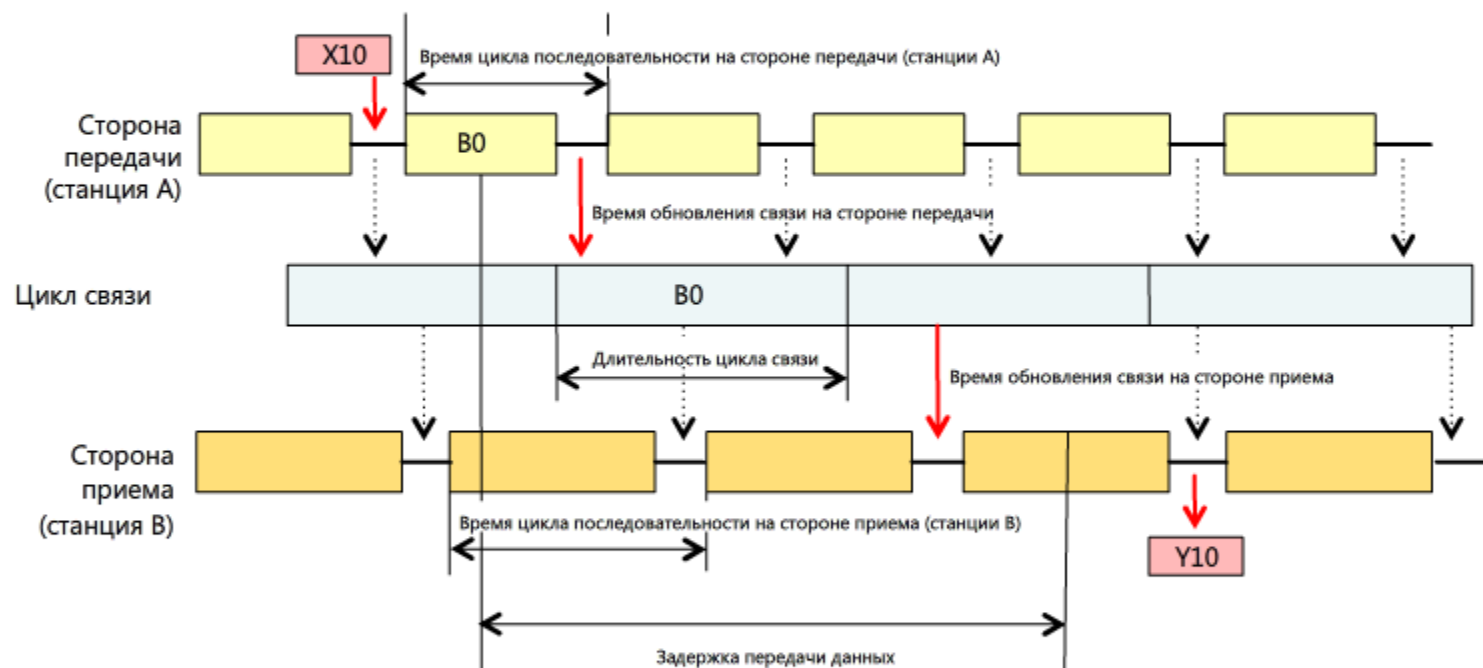 X10
Время цикла последовательности на стороне передачи (станции А)
Сторона
передачи
(станция А)
B0
Время обновления связи на стороне передачи
Цикл связи
B0
Длительность цикла связи
Время обновления связи на стороне приема
Сторона
приема
(станция В)
Время цикла последовательности на стороне приема (станции В)
Y10
Задержка передачи данных